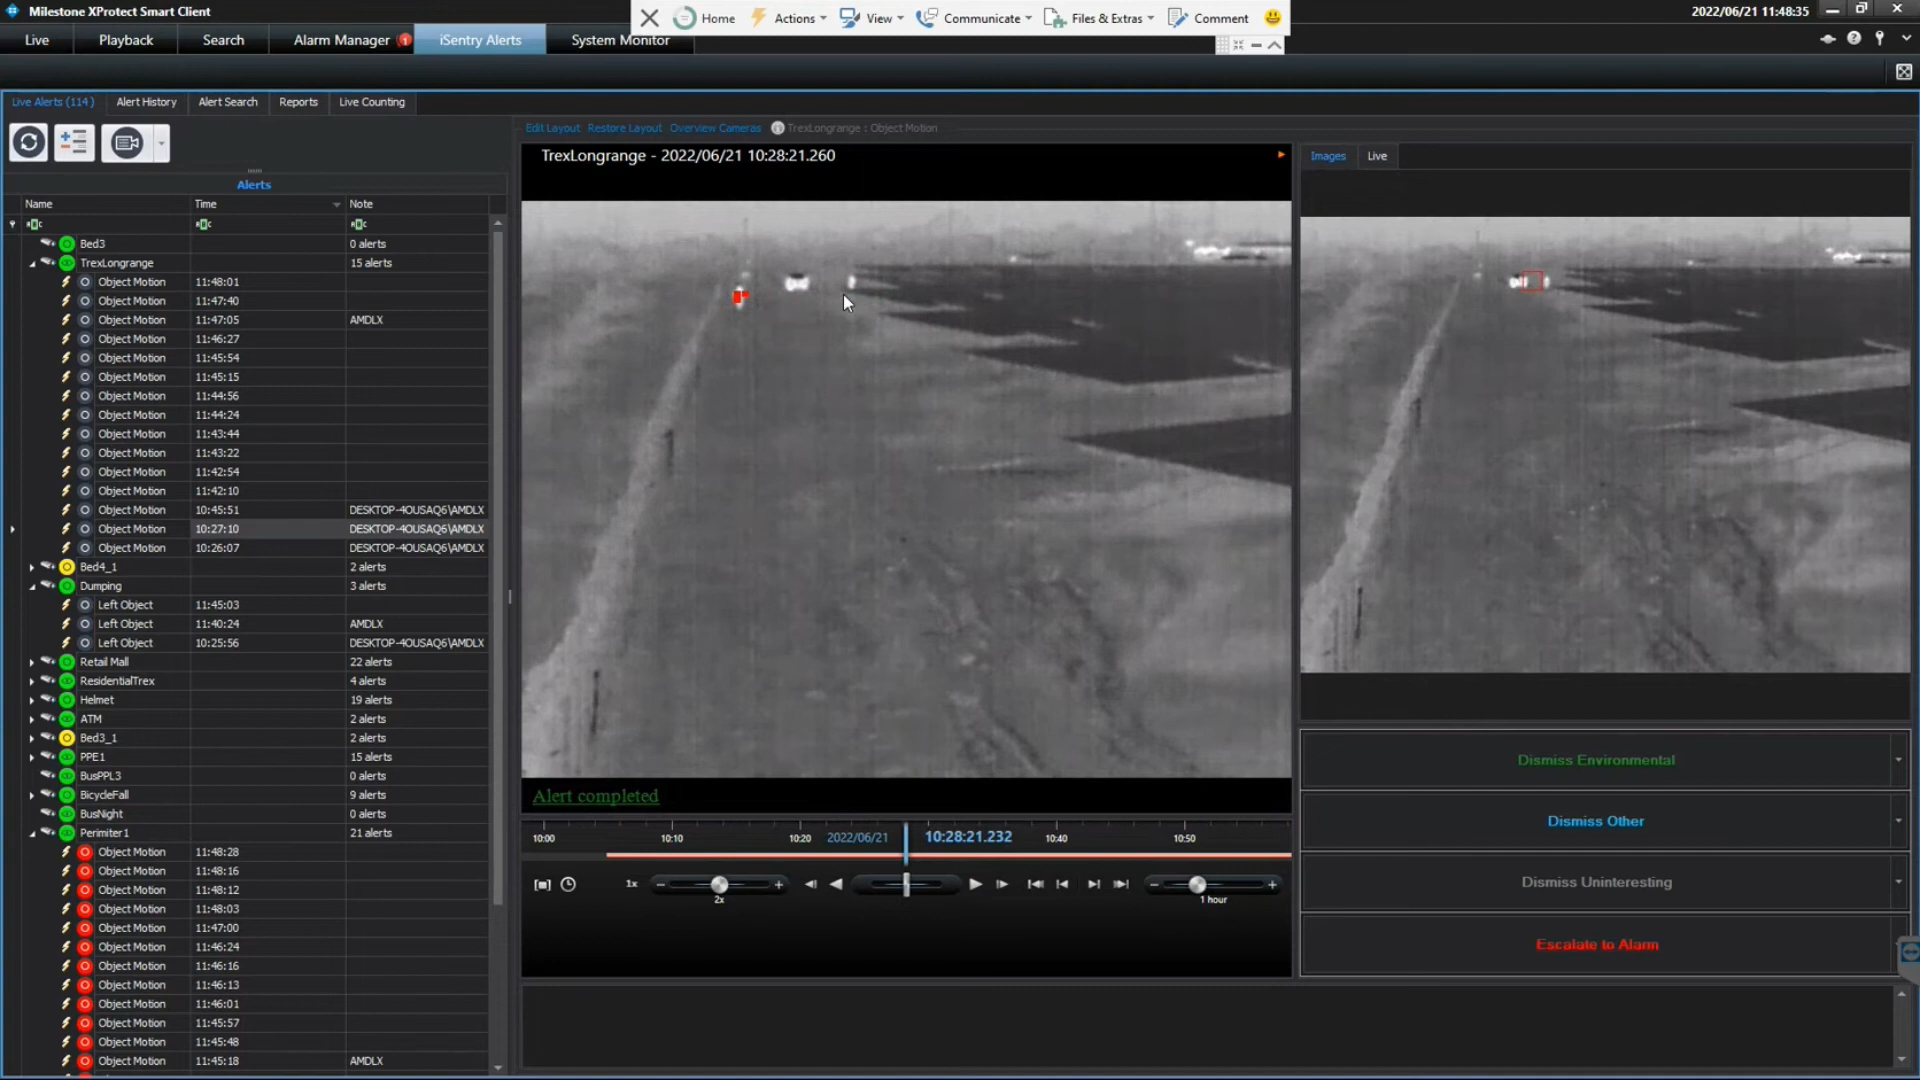 Milestone XProtect Smart Client
Home Actions View Communicate Files & Extras Comment
2022/06/21 11:48:35
Live Playback Search Alarm Manager 1 iSentry Alerts System Monitor
Live Alerts (114) Alert History Alert Search Reports Live Counting
Edit Layout Restore Layout Overview Cameras TrexLongrange : Object Motion
TrexLongrange - 2022/06/21 10:28:21.260
Images Live
Alerts
Name Time Note
Bed3 0 alerts
TrexLongrange 15 alerts
Object Motion 11:48:01
Object Motion 11:47:40
Object Motion 11:47:05 AMDLX
Object Motion 11:46:27
Object Motion 11:45:54
Object Motion 11:45:15
Object Motion 11:44:56
Object Motion 11:44:24
Object Motion 11:43:44
Object Motion 11:43:22
Object Motion 11:42:54
Object Motion 11:42:10
Object Motion 10:45:51 DESKTOP-4OUSAQ6\AMDLX
Object Motion 10:27:10 DESKTOP-4OUSAQ6\AMDLX
Object Motion 10:26:07 DESKTOP-4OUSAQ6\AMDLX
Bed4_1 2 alerts
Dumping 3 alerts
Left Object 11:45:03
Left Object 11:40:24 AMDLX
Left Object 10:25:56 DESKTOP-4OUSAQ6\AMDLX
Retail Mall 22 alerts
ResidentialTrex 4 alerts
Helmet 19 alerts
ATM 2 alerts
Bed3_1 2 alerts
PPE1 15 alerts
BusPPL3 0 alerts
BicycleFall 9 alerts
BusNight 0 alerts
Perimiter1 21 alerts
Object Motion 11:48:28
Object Motion 11:48:16
Object Motion 11:48:12
Object Motion 11:48:03
Object Motion 11:47:00
Object Motion 11:46:24
Object Motion 11:46:16
Object Motion 11:46:13
Object Motion 11:46:01
Object Motion 11:45:57
Object Motion 11:45:48
Object Motion 11:45:18 AMDLX
Alert completed
10:00 10:10 10:20 2022/06/21 10:28:21.232 10:40 10:50
1x
2x
1 hour
Dismiss Environmental
Dismiss Other
Dismiss Uninteresting
Escalate to Alarm